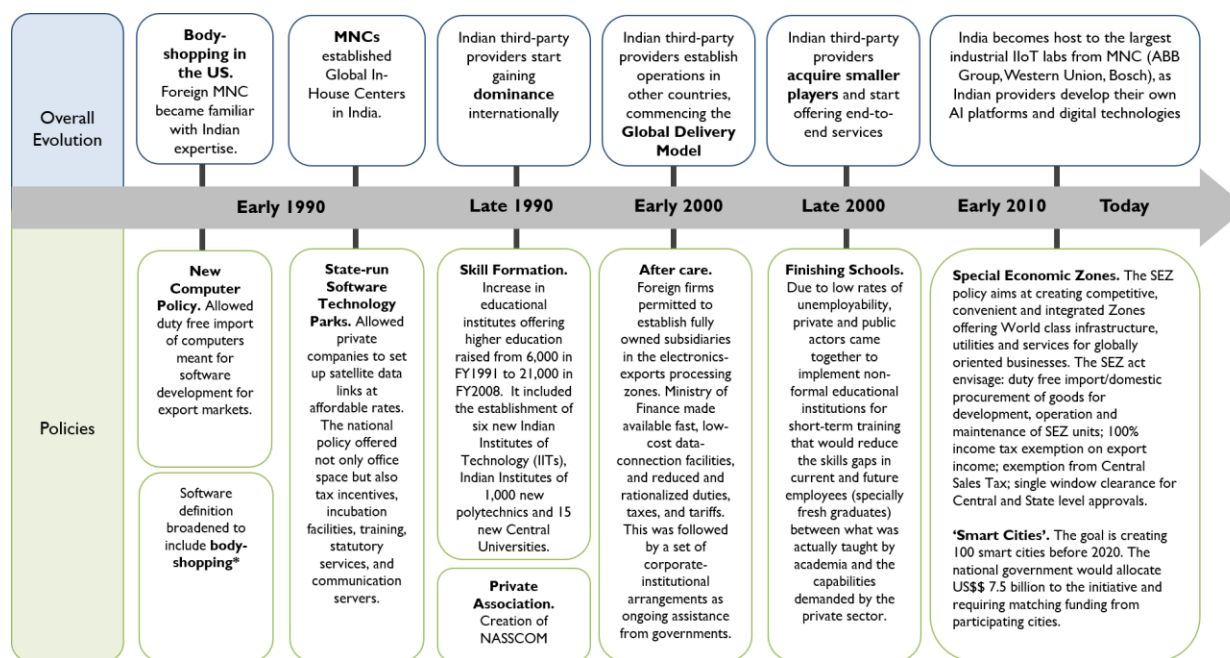 Overall
Evolution
Body-
shopping in
the US.
Foreign MNC
became familiar
with Indian
expertise.
MNCs
established
Global In-
House Centers
in India.
Indian third-party
providers start
gaining
dominance
internationally
Indian third-party
providers establish
operations in
other countries,
commencing the
Global Delivery
Model
Indian third-party
providers
acquire smaller
players and start
offering end-to-
end services
India becomes host to the largest
industrial IIoT labs from MNC (ABB
Group, Western Union, Bosch), as
Indian providers develop their own
AI platforms and digital technologies
Early 1990
Late 1990
Early 2000
Late 2000
Early 2010
Today
Policies
New
Computer
Policy. Allowed
duty free import
of computers
meant for
software
development for
export markets.
Software
definition
broadened to
include body-
shopping*
State-run
Software
Technology
Parks. Allowed
private
companies to set
up satellite data
links at
affordable rates.
The national
policy offered
not only office
space but also
tax incentives,
incubation
facilities, training,
statutory
services, and
communication
servers.
Skill Formation.
Increase in
educational
institutes offering
higher education
raised from 6,000 in
FY1991 to 21,000 in
FY2008. It included
the establishment of
six new Indian
Institutes of
Technology (IITs),
Indian Institutes of
1,000 new
polytechnics and 15
new Central
Universities.
Private
Association.
Creation of
NASSCOM
After care.
Foreign firms
permitted to
establish fully
owned subsidiaries
in the electronics-
exports processing
zones. Ministry of
Finance made
available fast, low-
cost data-
connection facilities,
and reduced and
rationalized duties,
taxes, and tariffs.
This was followed
by a set of
corporate-
institutional
arrangements as
ongoing assistance
from governments.
Finishing Schools.
Due to low rates of
unemployability,
private and public
actors came
together to
implement non-
formal educational
institutions for
short-term training
that would reduce
the skills gaps in
current and future
employees (specially
fresh graduates)
between what was
actually taught by
academia and the
capabilities
demanded by the
private sector.
Special Economic Zones. The SEZ
policy aims at creating competitive,
convenient and integrated Zones
offering World class infrastructure,
utilities and services for globally
oriented businesses. The SEZ act
envisage: duty free import/domestic
procurement of goods for
development, operation and
maintenance of SEZ units; 100%
income tax exemption on export
income; exemption from Central
Sales Tax; single window clearance for
Central and State level approvals.
‘Smart Cities’. The goal is creating
100 smart cities before 2020. The
national government would allocate
US$$ 7.5 billion to the initiative and
requiring matching funding from
participating cities.